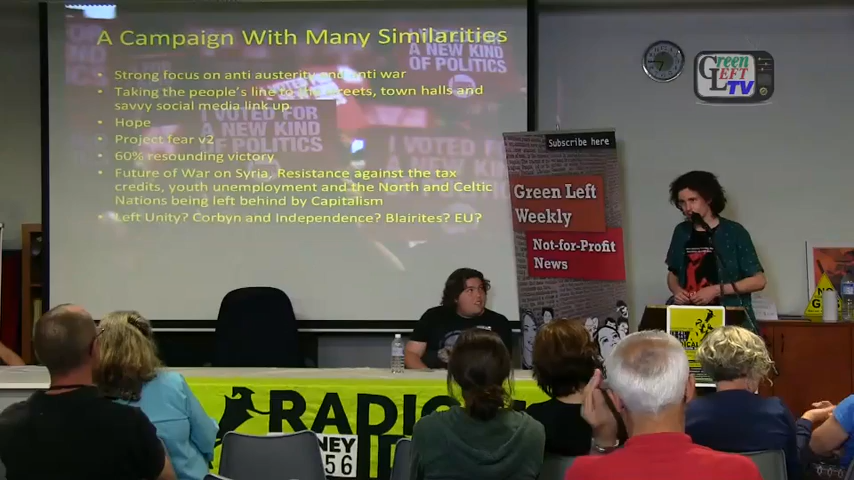 A Campaign With Many Similarities
• Strong focus on anti austerity and anti war
• Taking the people's line to the streets, town halls and
savvy social media link up
• Hope
• Project fear v2
• 60% resounding victory
• Future of War on Syria, Resistance against the tax
credits, youth unemployment and the North and Celtic
Nations being left behind by Capitalism
• Left Unity? Corbyn and Independence? Blairites? EU?
A NEW KIND
OF POLITICS
I VOTED FOR
A NEW KIND
OF POLITICS
I VOTED
Green
LEFT
TV
Subscribe here
Green Left
Weekly
Not-for-Profit
News
RADIC
NEY
56